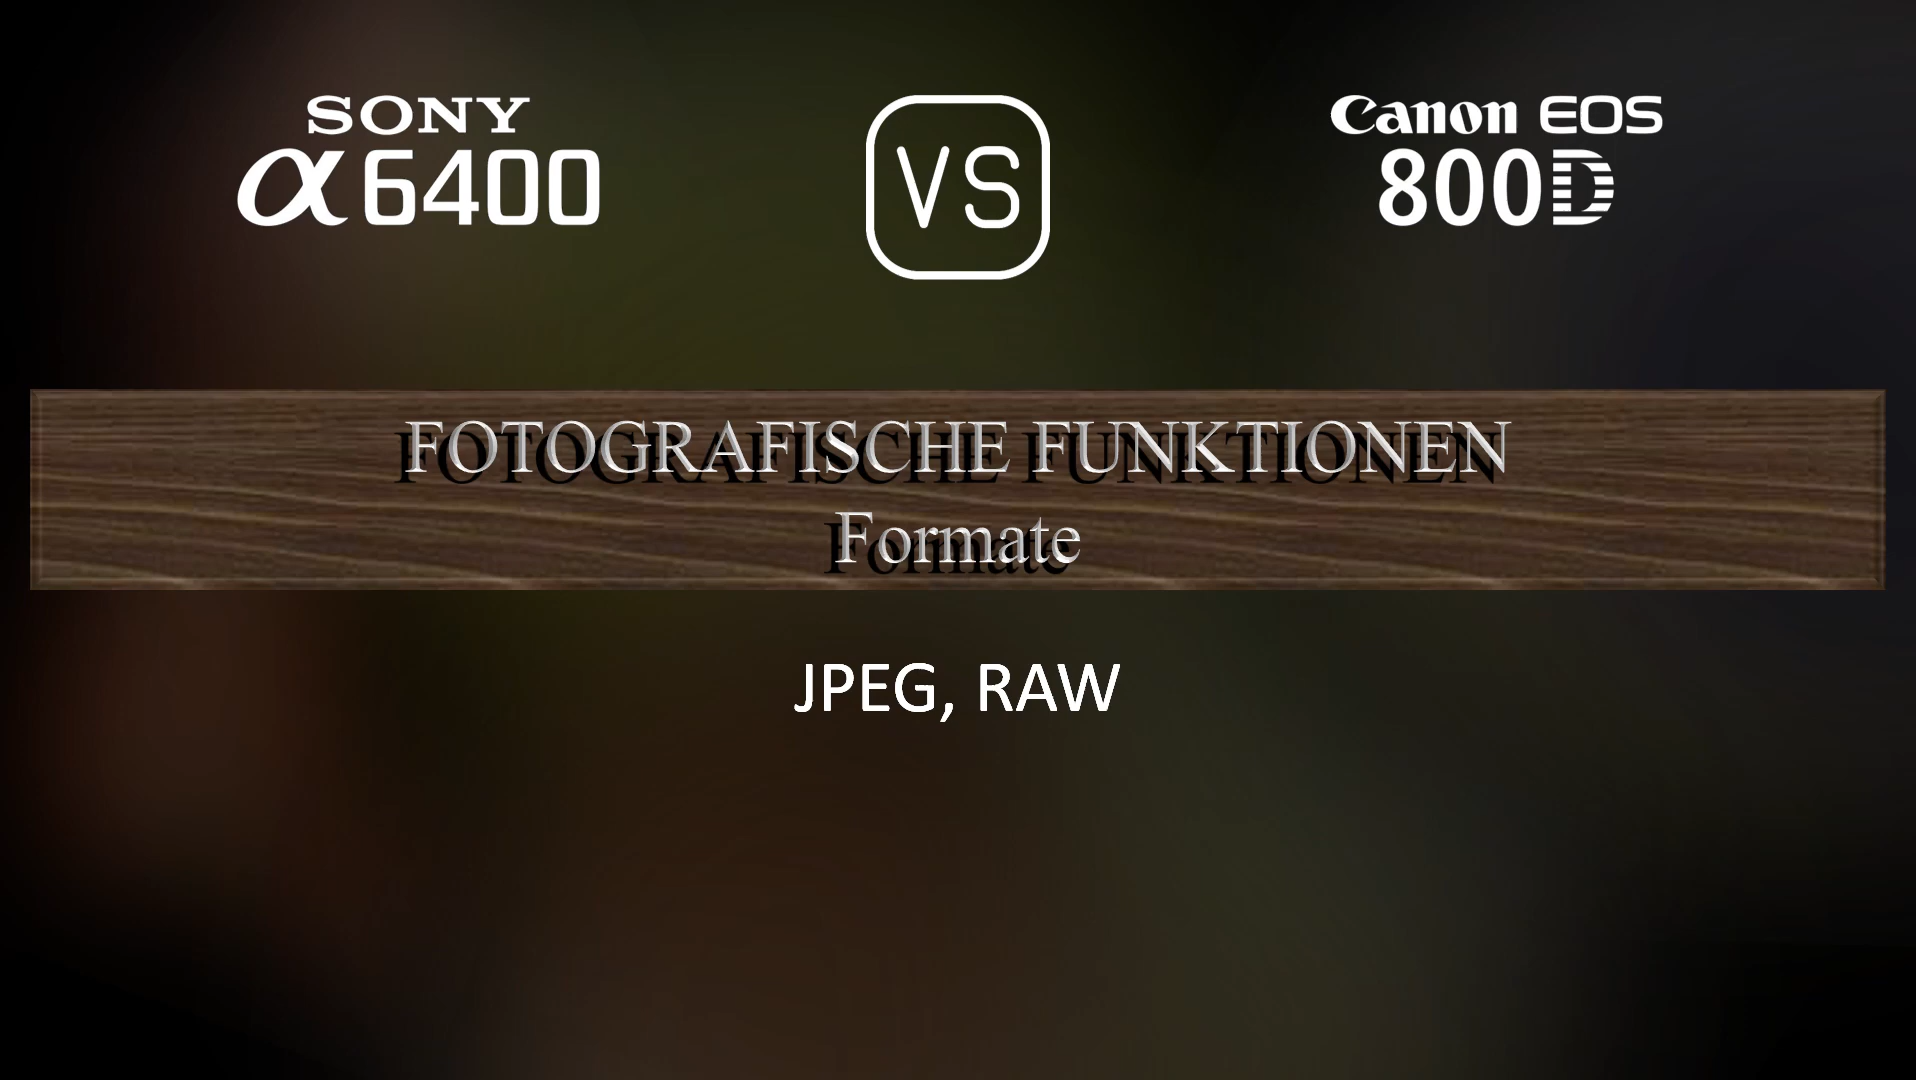 SONY
α6400
VS
Canon EOS
800D
FOTOGRAFISCHE FUNKTIONEN
Formate
JPEG, RAW